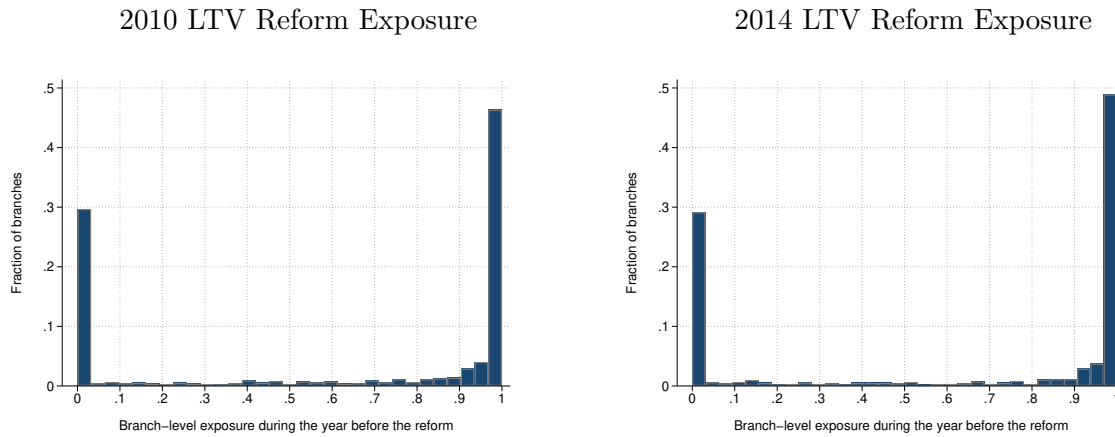 2010 LTV Reform Exposure
.5
.4
.3
.2
.1
0
Fraction of branches
0 .1 .2 .3 .4 .5 .6 .7 .8 .9 1
Branch−level exposure during the year before the reform
2014 LTV Reform Exposure
.5
.4
.3
.2
.1
0
Fraction of branches
0 .1 .2 .3 .4 .5 .6 .7 .8 .9 1
Branch−level exposure during the year before the reform